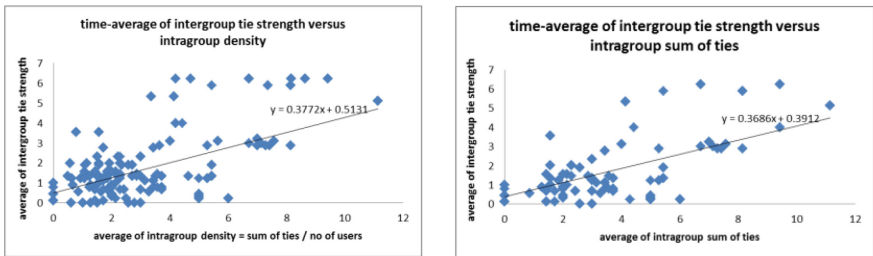 time-average of intergroup tie strength versus
intragroup density
average of intergroup tie strength
7
6
5
4
3
2
1
0
y = 0.3772x + 0.5131
0 2 4 6 8 10 12
average of intragroup density = sum of ties / no of users
time-average of intergroup tie strength versus
intragroup sum of ties
average of intergroup tie strength
7
6
5
4
3
2
1
0
y = 0.3686x + 0.3912
0 2 4 6 8 10 12
average of intragroup sum of ties